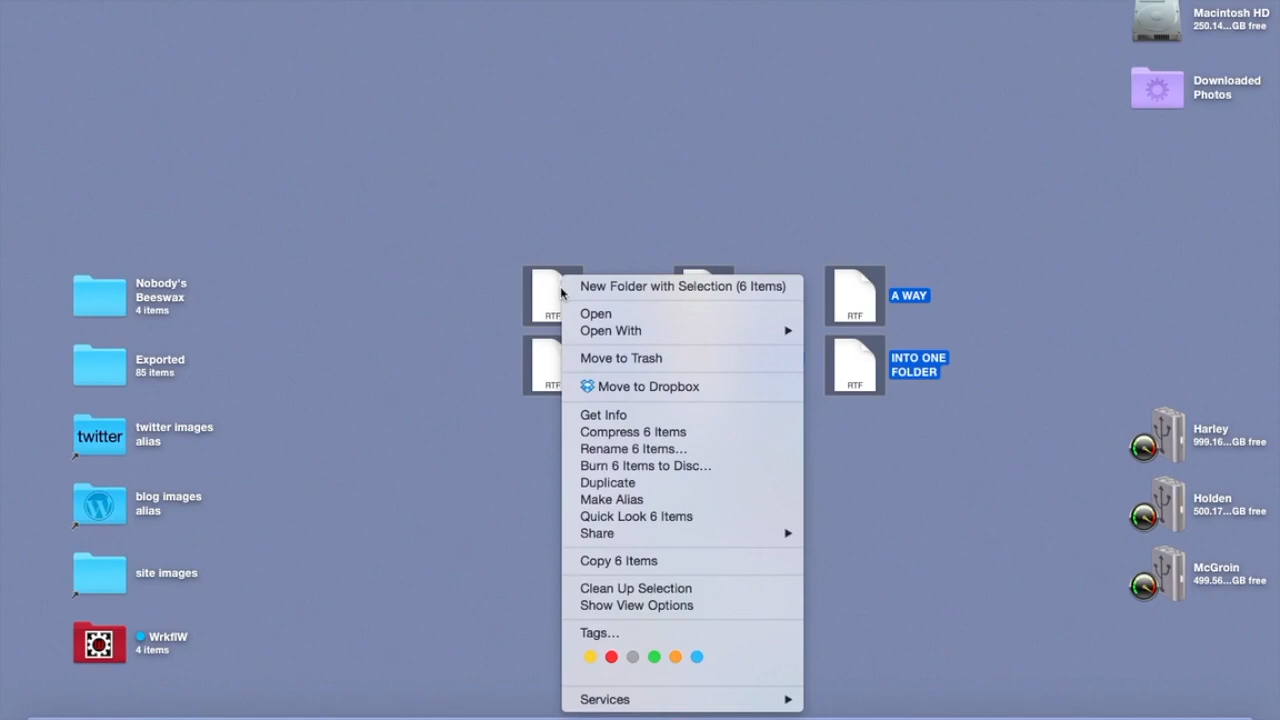 Macintosh HD
250.14...GB free
Downloaded
Photos
Nobody's
Beeswax
4 items
Exported
85 items
twitter
twitter images
alias
blog images
alias
site images
WrkflW
4 items
RTF
RTF
RTF
A WAY
RTF
INTO ONE
FOLDER
New Folder with Selection (6 Items)
Open
Open With
Move to Trash
Move to Dropbox
Get Info
Compress 6 Items
Rename 6 Items...
Burn 6 Items to Disc...
Duplicate
Make Alias
Quick Look 6 Items
Share
Copy 6 Items
Clean Up Selection
Show View Options
Tags...
Services
Harley
999.16...GB free
Holden
500.17...GB free
McGroin
499.56...GB free